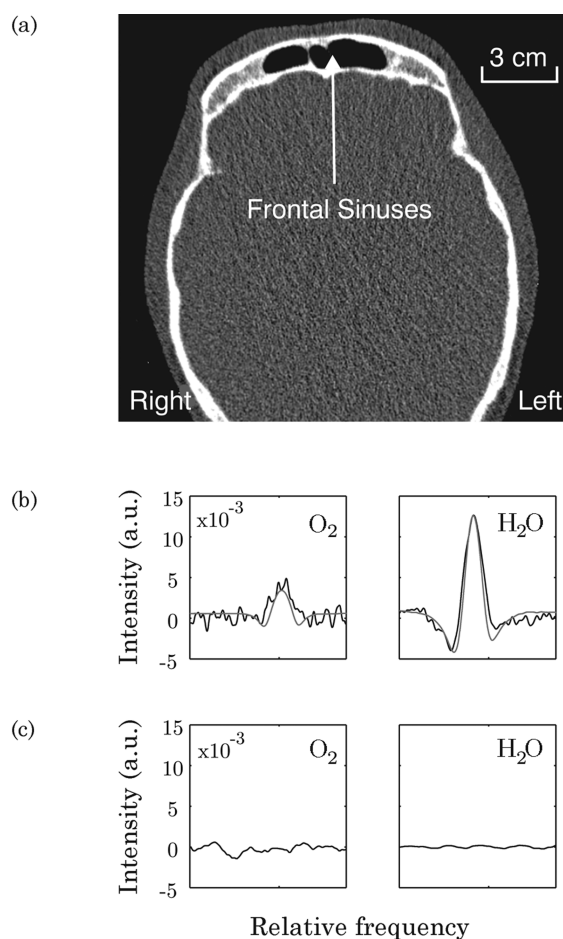 (a)
3 cm
Frontal Sinuses
Right
Left
(b)
Intensity (a.u.)
15
10
5
0
-5
x10⁻³
O₂
H₂O
(c)
Intensity (a.u.)
15
10
5
0
-5
x10⁻³
O₂
H₂O
Relative frequency